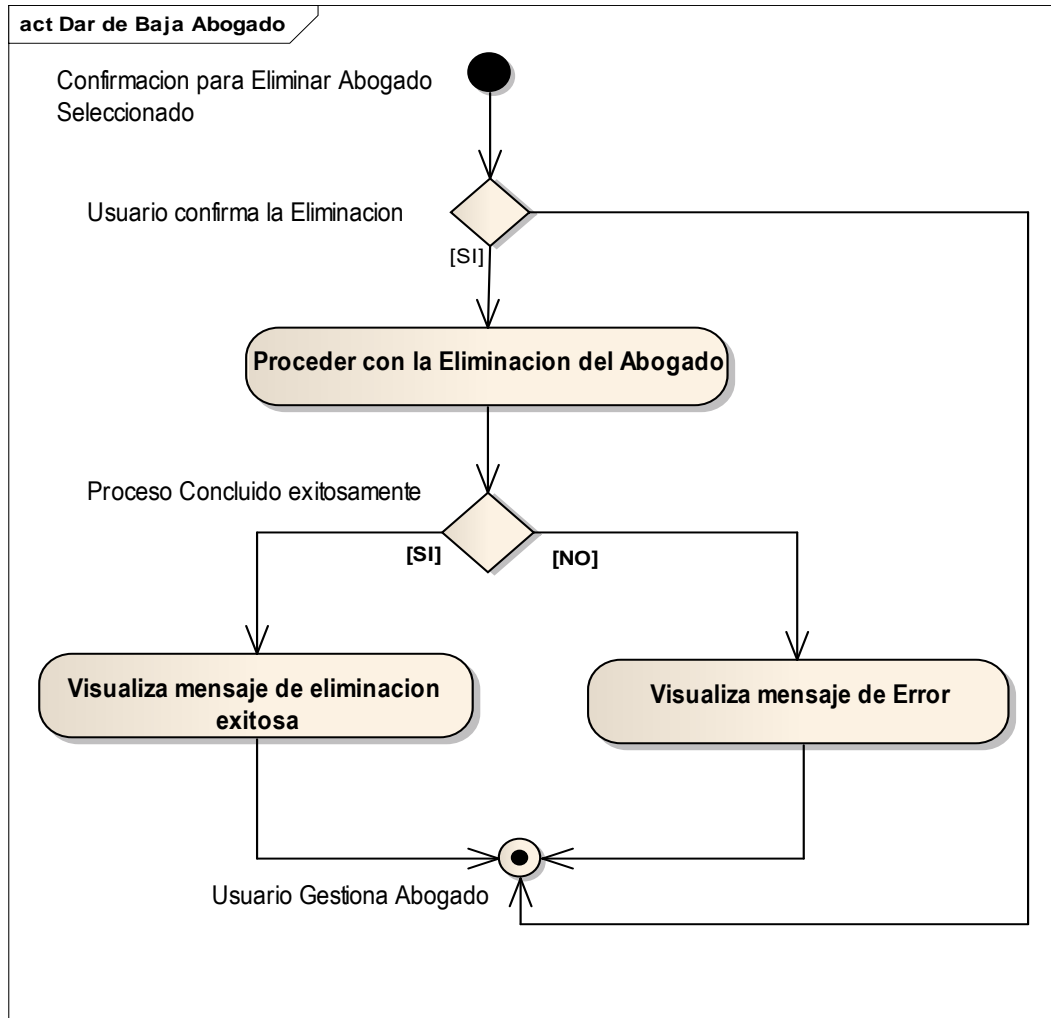 act Dar de Baja Abogado
Confirmacion para Eliminar Abogado
Seleccionado
Usuario confirma la Eliminacion
[SI]
Proceder con la Eliminacion del Abogado
Proceso Concluido exitosamente
[SI]
[NO]
Visualiza mensaje de eliminacion
exitosa
Visualiza mensaje de Error
Usuario Gestiona Abogado